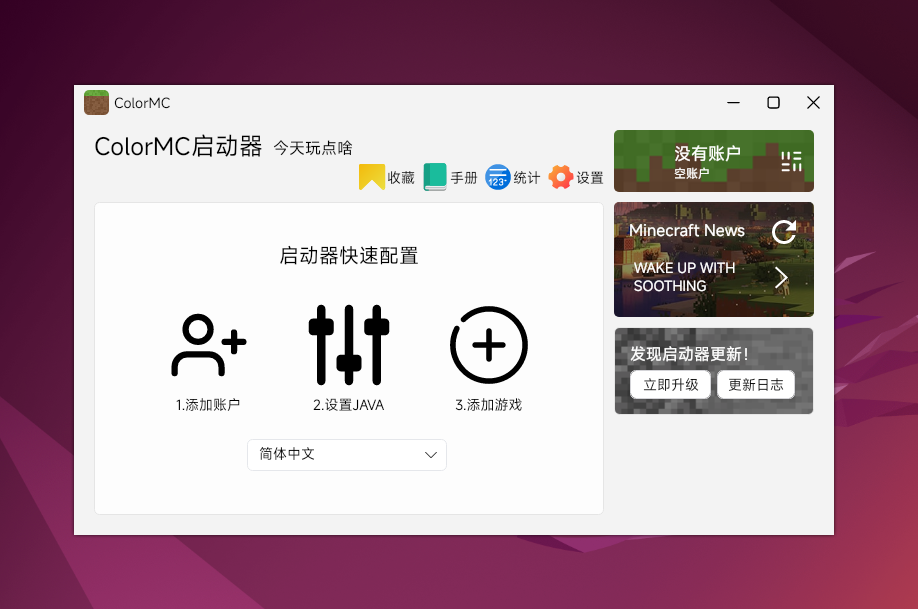 ColorMC
ColorMC启动器 今天玩点啥
收藏 手册 统计 设置
123
启动器快速配置
1.添加账户 2.设置JAVA 3.添加游戏
简体中文
没有账户
空账户
Minecraft News
WAKE UP WITH
SOOTHING
发现启动器更新！
立即升级 更新日志